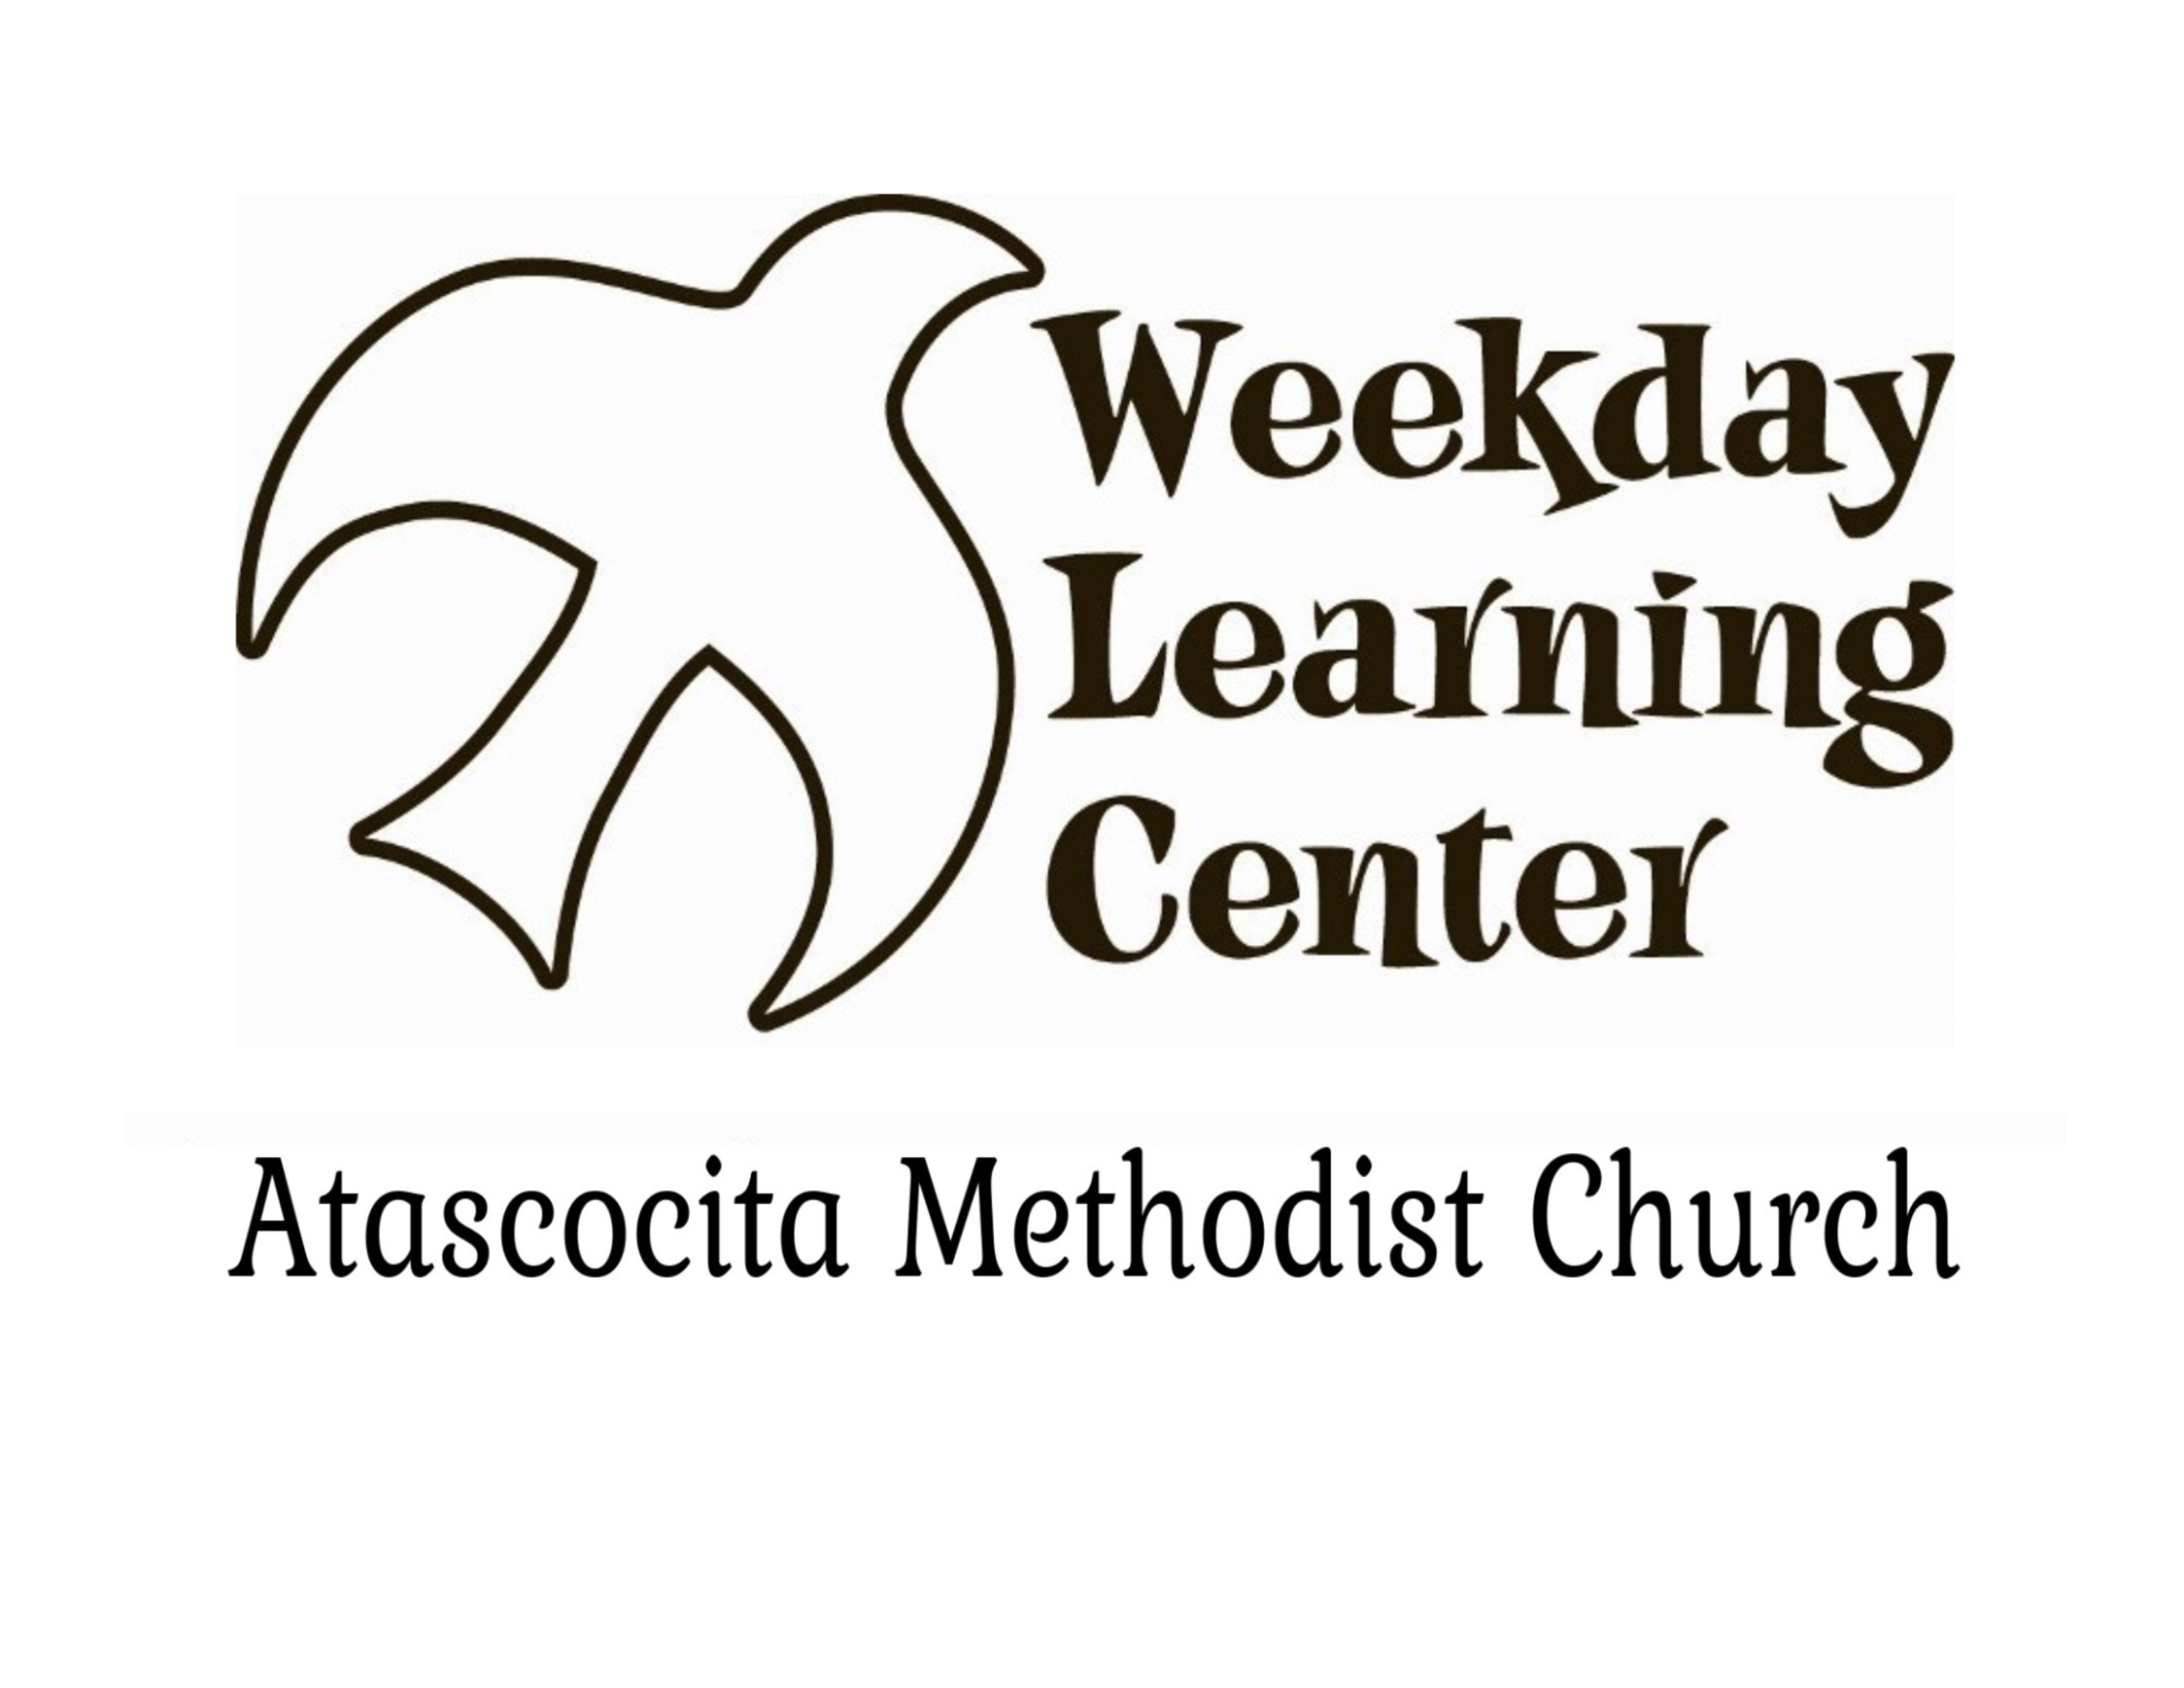 Weekday
Learning
Center
Atascocita Methodist Church